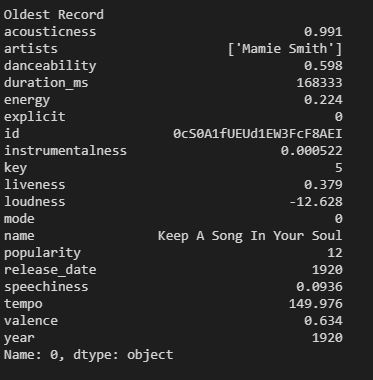 Oldest Record
acousticness 0.991
artists ['Mamie Smith']
danceability 0.598
duration_ms 168333
energy 0.224
explicit 0
id 0cS0A1fUEUd1EW3FcF8AEI
instrumentalness 0.000522
key 5
liveness 0.379
loudness -12.628
mode 0
name Keep A Song In Your Soul
popularity 12
release_date 1920
speechiness 0.0936
tempo 149.976
valence 0.634
year 1920
Name: 0, dtype: object